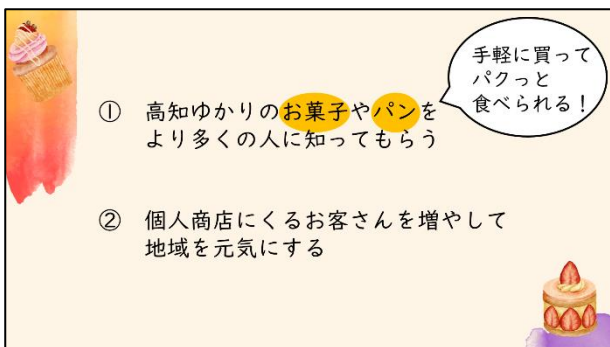 手軽に買って
パクっと
食べられる！
① 高知ゆかりのお菓子やパンを
より多くの人に知ってもらう
② 個人商店にくるお客さんを増やして
地域を元気にする